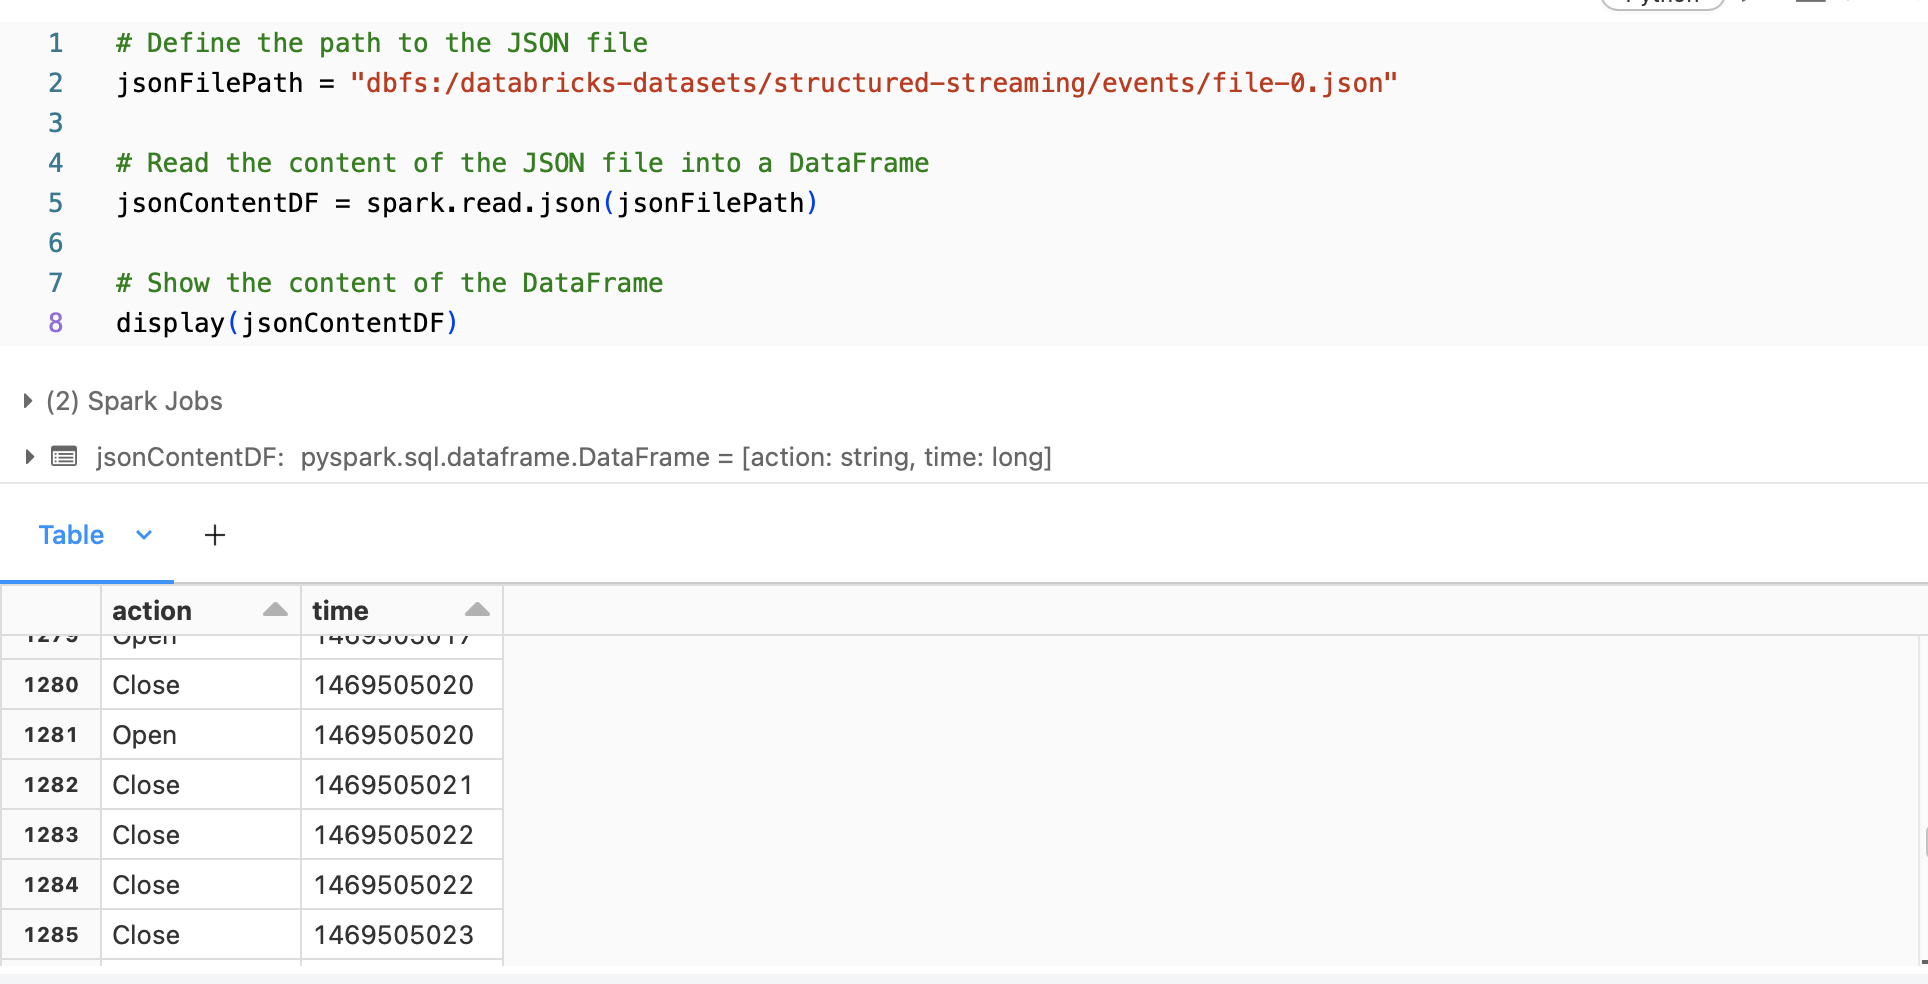 Python
1 # Define the path to the JSON file
2 jsonFilePath = "dbfs:/databricks-datasets/structured-streaming/events/file-0.json"
3
4 # Read the content of the JSON file into a DataFrame
5 jsonContentDF = spark.read.json(jsonFilePath)
6
7 # Show the content of the DataFrame
8 display(jsonContentDF)
(2) Spark Jobs
jsonContentDF: pyspark.sql.dataframe.DataFrame = [action: string, time: long]
Table +
action time
1279 Open 1469505017
1280 Close 1469505020
1281 Open 1469505020
1282 Close 1469505021
1283 Close 1469505022
1284 Close 1469505022
1285 Close 1469505023